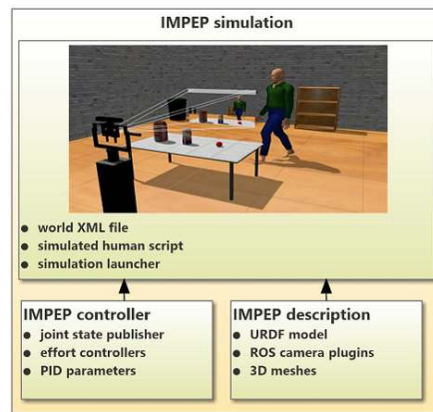 IMPEP simulation
● world XML file
● simulated human script
● simulation launcher
IMPEP controller
● joint state publisher
● effort controllers
● PID parameters
IMPEP description
● URDF model
● ROS camera plugins
● 3D meshes